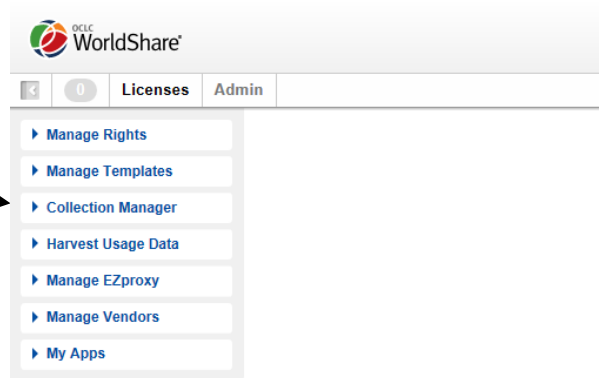 OCLC
WorldShare®
0 Licenses Admin
Manage Rights
Manage Templates
Collection Manager
Harvest Usage Data
Manage EZproxy
Manage Vendors
My Apps